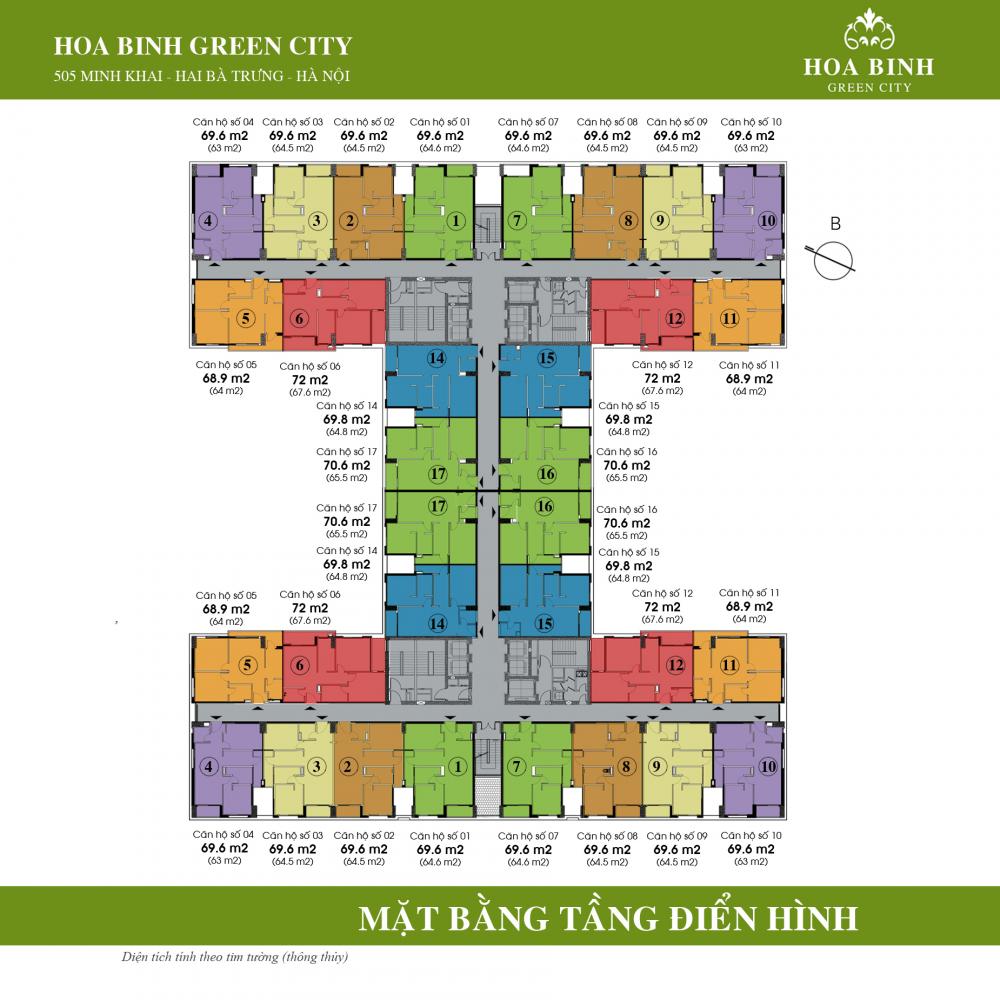 HOA BINH GREEN CITY
505 MINH KHAI - HAI BÀ TRƯNG - HÀ NỘI
HOA BINH
GREEN CITY
Căn hộ số 04 Căn hộ số 03 Căn hộ số 02 Căn hộ số 01 Căn hộ số 07 Căn hộ số 08 Căn hộ số 09 Căn hộ số 10
69.6 m2 69.6 m2 69.6 m2 69.6 m2 69.6 m2 69.6 m2 69.6 m2 69.6 m2
(63 m2) (64.5 m2) (64.5 m2) (64.6 m2) (64.6 m2) (64.5 m2) (64.5 m2) (63 m2)
4 3 2 1 7 8 9 10
B
5 6 12 11
14 15
Căn hộ số 05 Căn hộ số 06 Căn hộ số 12 Căn hộ số 11
68.9 m2 72 m2 72 m2 68.9 m2
(64 m2) (67.6 m2) (67.6 m2) (64 m2)
Căn hộ số 14 Căn hộ số 15
69.8 m2 69.8 m2
(64.8 m2) (64.8 m2)
Căn hộ số 17 Căn hộ số 16
70.6 m2 17 16 70.6 m2
(65.5 m2) (65.5 m2)
17 16
Căn hộ số 17 Căn hộ số 16
70.6 m2 70.6 m2
(65.5 m2) (65.5 m2)
Căn hộ số 14 Căn hộ số 15
69.8 m2 69.8 m2
(64.8 m2) (64.8 m2)
Căn hộ số 05 Căn hộ số 06 Căn hộ số 12 Căn hộ số 11
68.9 m2 72 m2 72 m2 68.9 m2
(64 m2) (67.6 m2) (67.6 m2) (64 m2)
14 15
5 6 12 11
4 3 2 1 7 8 9 10
Căn hộ số 04 Căn hộ số 03 Căn hộ số 02 Căn hộ số 01 Căn hộ số 07 Căn hộ số 08 Căn hộ số 09 Căn hộ số 10
69.6 m2 69.6 m2 69.6 m2 69.6 m2 69.6 m2 69.6 m2 69.6 m2 69.6 m2
(63 m2) (64.5 m2) (64.5 m2) (64.6 m2) (64.6 m2) (64.5 m2) (64.5 m2) (63 m2)
MẶT BẰNG TẦNG ĐIỂN HÌNH
Diện tích tính theo tim tường (thông thủy)